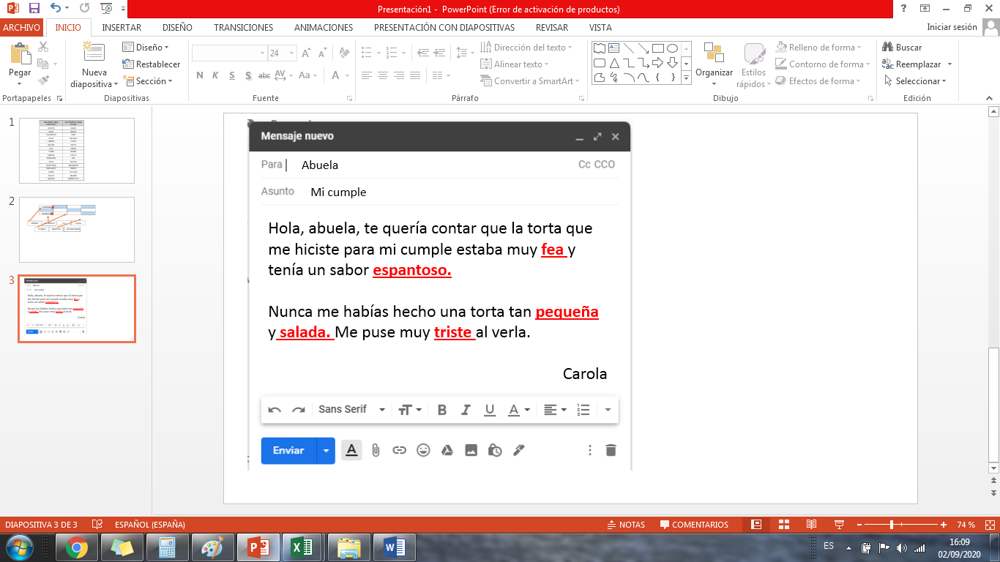 Presentación1 - PowerPoint (Error de activación de productos)
ARCHIVO INICIO INSERTAR DISEÑO TRANSICIONES ANIMACIONES PRESENTACIÓN CON DIAPOSITIVAS REVISAR VISTA Iniciar sesión
Pegar
Portapapeles
Nueva diapositiva
Diseño
Restablecer
Sección
Diapositivas
24
N K S S abc AV Aa A
Fuente
Dirección del texto
Alinear texto
Convertir a SmartArt
Párrafo
Organizar
Estilos rápidos
Relleno de forma
Contorno de forma
Efectos de forma
Dibujo
Buscar
Reemplazar
Seleccionar
Edición
1
2
3
Mensaje nuevo
Para Abuela Cc CCO
Asunto Mi cumple
Hola, abuela, te quería contar que la torta que
me hiciste para mi cumple estaba muy fea y
tenía un sabor espantoso.
Nunca me habías hecho una torta tan pequeña
y salada. Me puse muy triste al verla.
Carola
Sans Serif
Enviar
DIAPOSITIVA 3 DE 3 ESPAÑOL (ESPAÑA) NOTAS COMENTARIOS 74 %
ES 16:09
02/09/2020